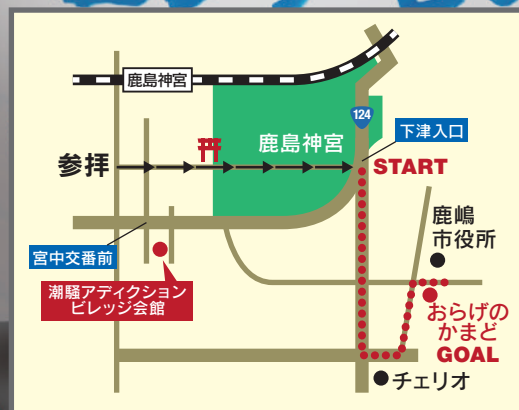 鹿島神宮
124
下津入口
鹿島神宮
参拝
START
鹿嶋
市役所
宮中交番前
潮騒アディクション
ビレッジ会館
おらげの
かまど
GOAL
チェリオ